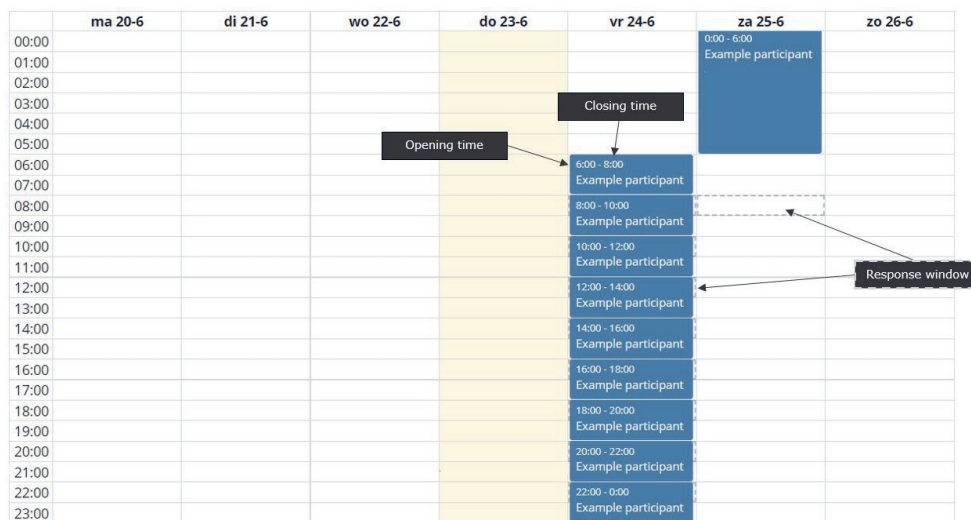 ma 20-6 di 21-6 wo 22-6 do 23-6 vr 24-6 za 25-6 zo 26-6
00:00 0:00 - 6:00
Example participant
01:00
02:00
03:00
Closing time
04:00
05:00
Opening time
06:00 6:00 - 8:00
07:00 Example participant
08:00 8:00 - 10:00
09:00 Example participant
10:00 10:00 - 12:00
11:00 Example participant
Response window
12:00 12:00 - 14:00
13:00 Example participant
14:00 14:00 - 16:00
15:00 Example participant
16:00 16:00 - 18:00
17:00 Example participant
18:00 18:00 - 20:00
19:00 Example participant
20:00 20:00 - 22:00
21:00 Example participant
22:00 22:00 - 0:00
23:00 Example participant